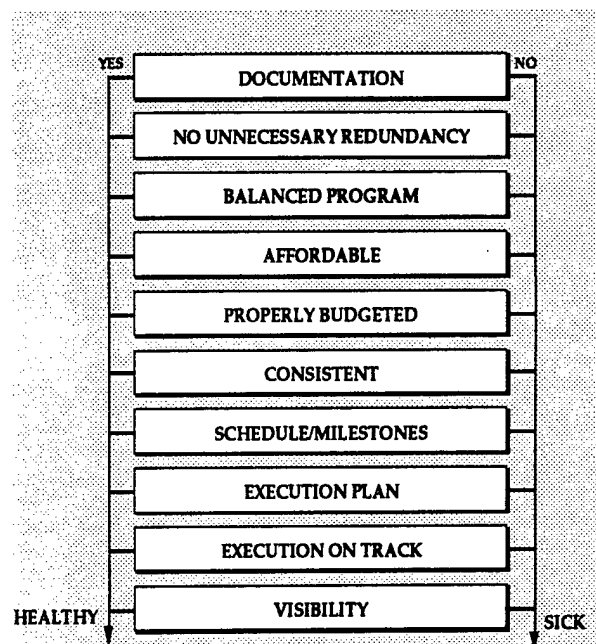 YES NO
DOCUMENTATION
NO UNNECESSARY REDUNDANCY
BALANCED PROGRAM
AFFORDABLE
PROPERLY BUDGETED
CONSISTENT
SCHEDULE/MILESTONES
EXECUTION PLAN
EXECUTION ON TRACK
VISIBILITY
HEALTHY SICK